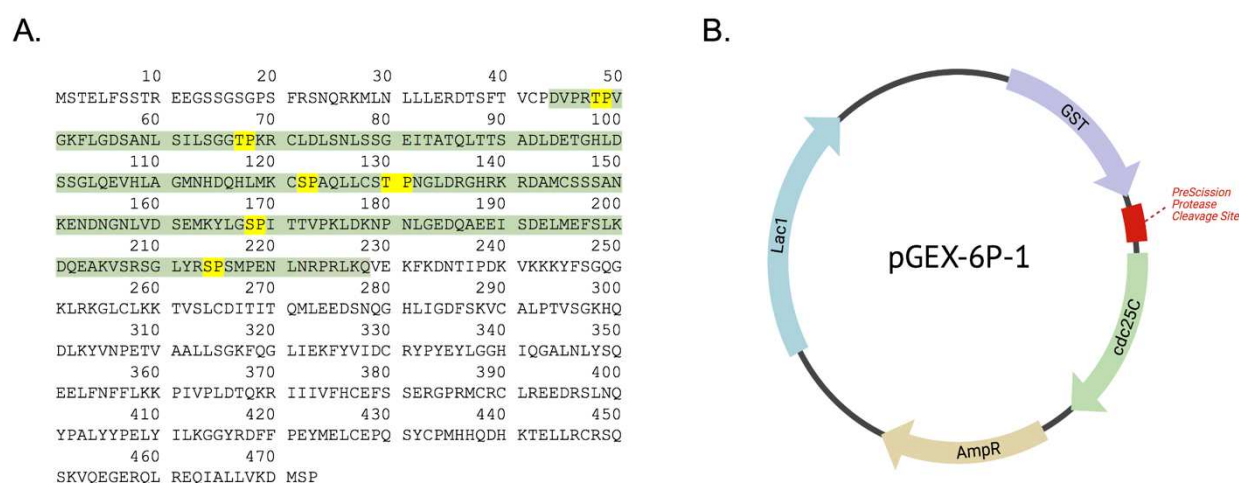 A.
B.
10 20 30 40 50
MSTELFSSTR EEGSSGSGPS FRSNQRKMLN LLLERDTSFT VCPDVPRTPV
60 70 80 90 100
GKFLGDSANL SILSGGTPKR CLDLSNLSSG EITATQLTTS ADLDETGHLD
110 120 130 140 150
SSGLQEVHLA GMNHDQHLMK CSPAQLLCST PNGLDRGHRK RDAMCSSSAN
160 170 180 190 200
KENDNGNLVD SEMKYLGSPI TTVPKLDKNP NLGEDQAEEI SDELMEFSLK
210 220 230 240 250
DQEAKVSRSG LYRSPSMPEN LNRPRLKQVE KFKDNTIPDK VKKKYFSGQG
260 270 280 290 300
KLRKGLCLKK TVSLCDITIT QMLEEDSNQG HLIGDFSKVC ALPTVSGKHQ
310 320 330 340 350
DLKYVNPETV AALLSGKFQG LIEKFYVIDC RYPYEYLGGH IQGALNLYSQ
360 370 380 390 400
EELFNFFLKK PIVPLDTQKR IIIVFHCEFS SERGPRMCRC LREEDRSLNQ
410 420 430 440 450
YPALYYPELY ILKGGYRDFF PEYMELCEPQ SYCPMHHQDH KTELLRCRSQ
460 470
SKVQEGERQL REQIALLVKD MSP
GST
PreScission
Protease
Cleavage Site
Lac1
pGEX-6P-1
cdc25C
AmpR